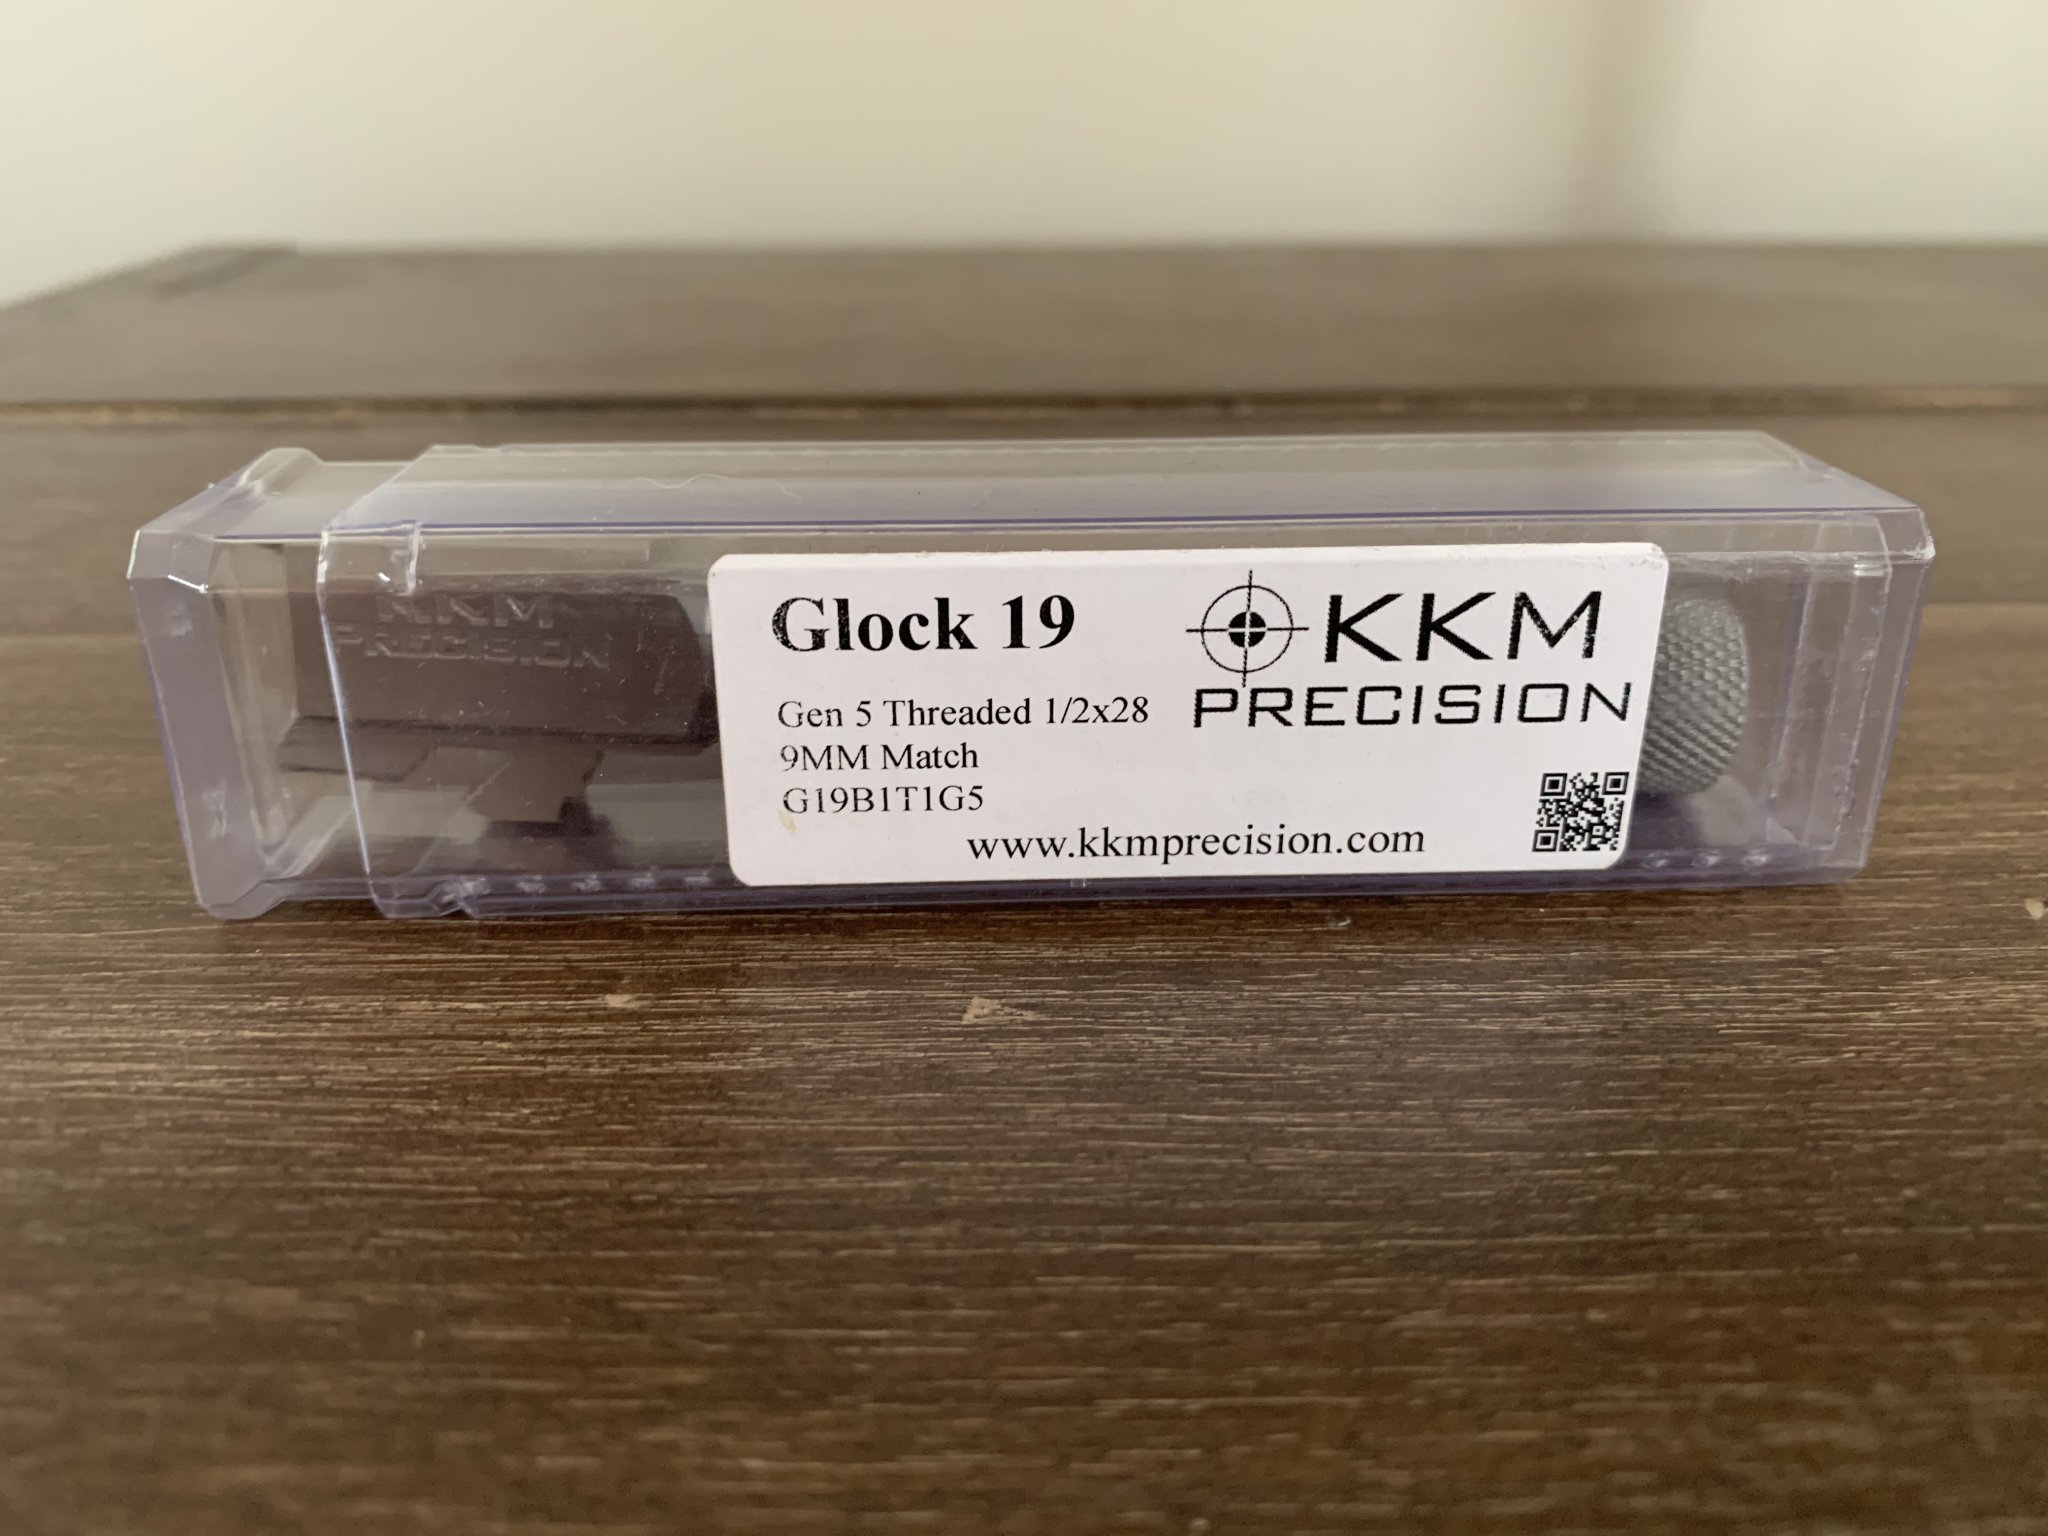 KKM
PRECISION
Glock 19
Gen 5 Threaded 1/2x28
9MM Match
G19B1T1G5
www.kkmprecision.com
KKM
PRECISION